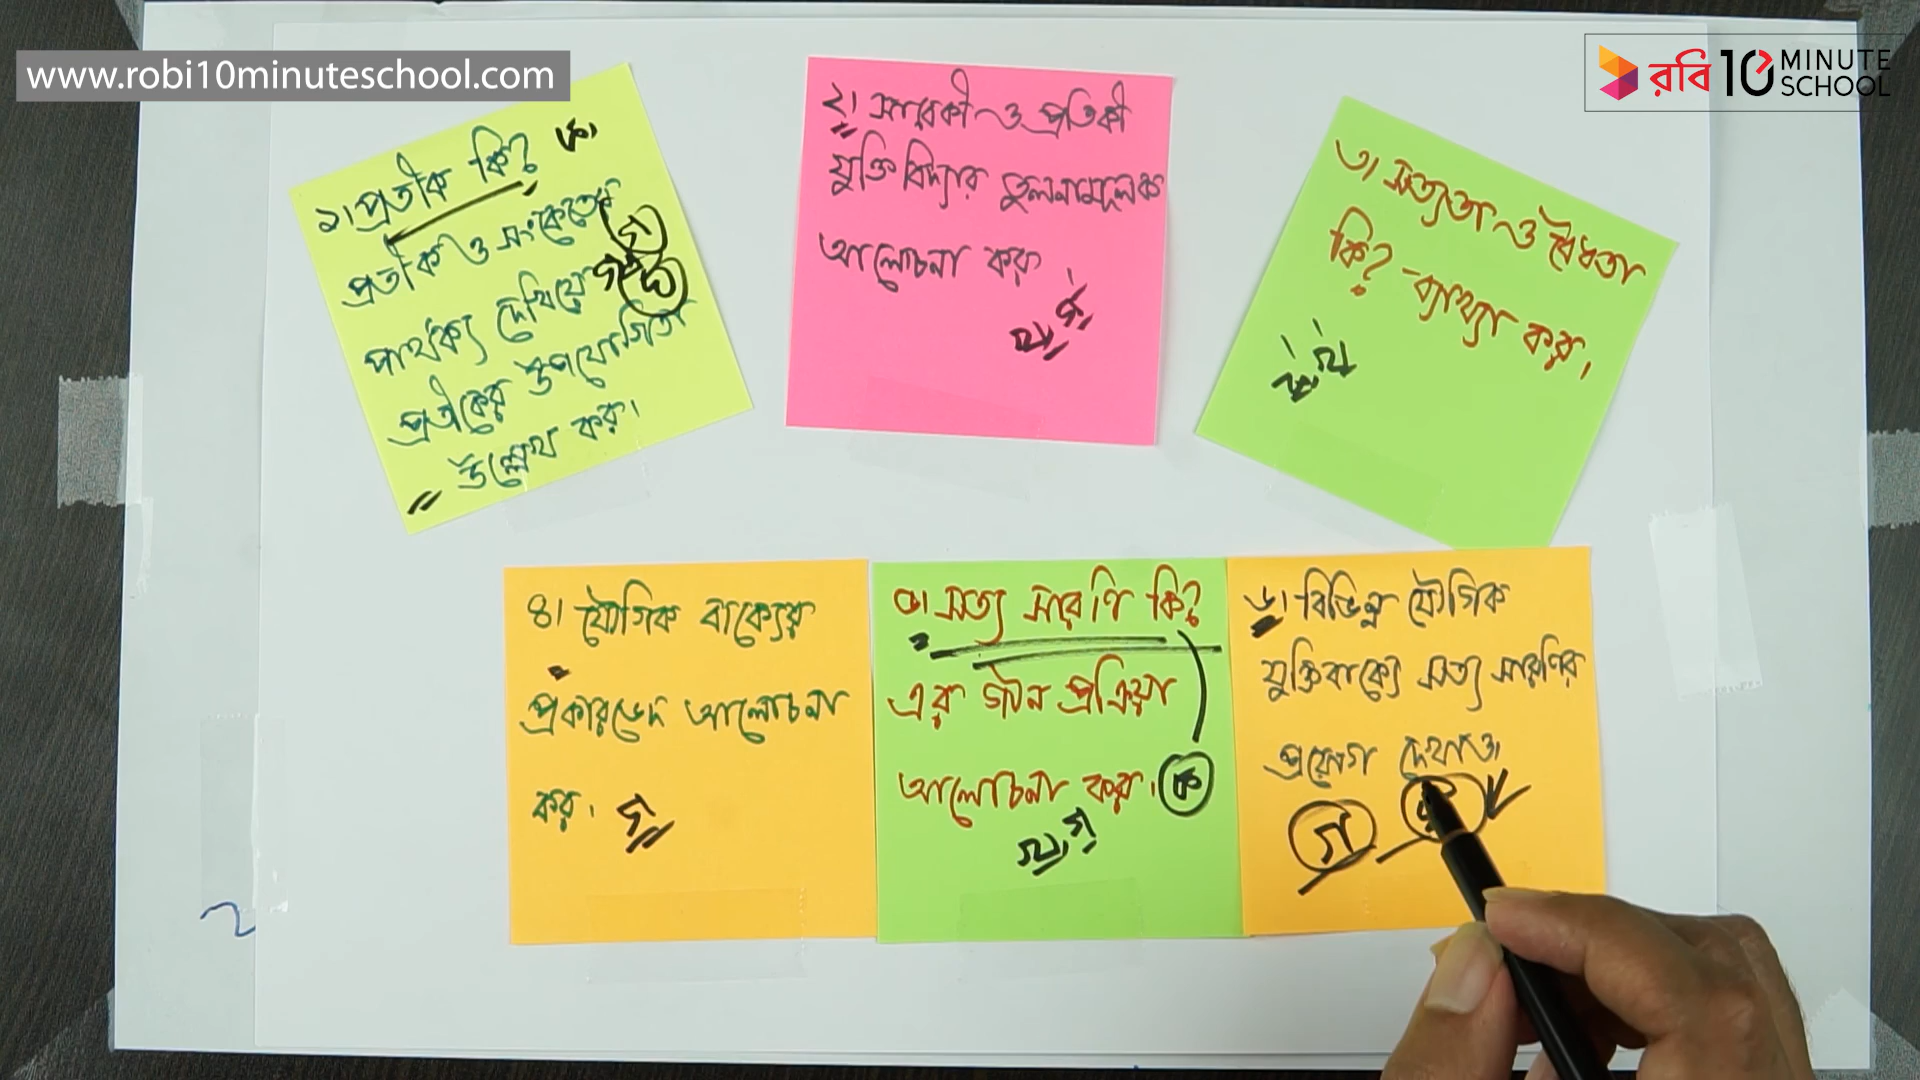 www.robi10minuteschool.com
রবি 10 MINUTE SCHOOL
১। প্রতীক কি? ক।
প্রতীক ও সংকেতের গ
পার্থক্য দেখিয়ে ঘ
প্রতীকের উপযোগিতা
উল্লেখ কর।
২। সাবেকী ও প্রতিকী
যুক্তিবিদ্যার তুলনামূলক
আলোচনা কর
খ, গ
৩। সত্যতা ও বৈধতা
কি? ব্যাখ্যা কর।
ক, খ
৪। যৌগিক বাক্যের
প্রকারভেদ আলোচনা
কর। গ
৫। সত্য সারণি কি?
এর গঠন প্রক্রিয়া
আলোচনা কর। ক
খ, গ
৬। বিভিন্ন যৌগিক
যুক্তিবাক্যে সত্য সারণির
প্রয়োগ দেখাও।
গ